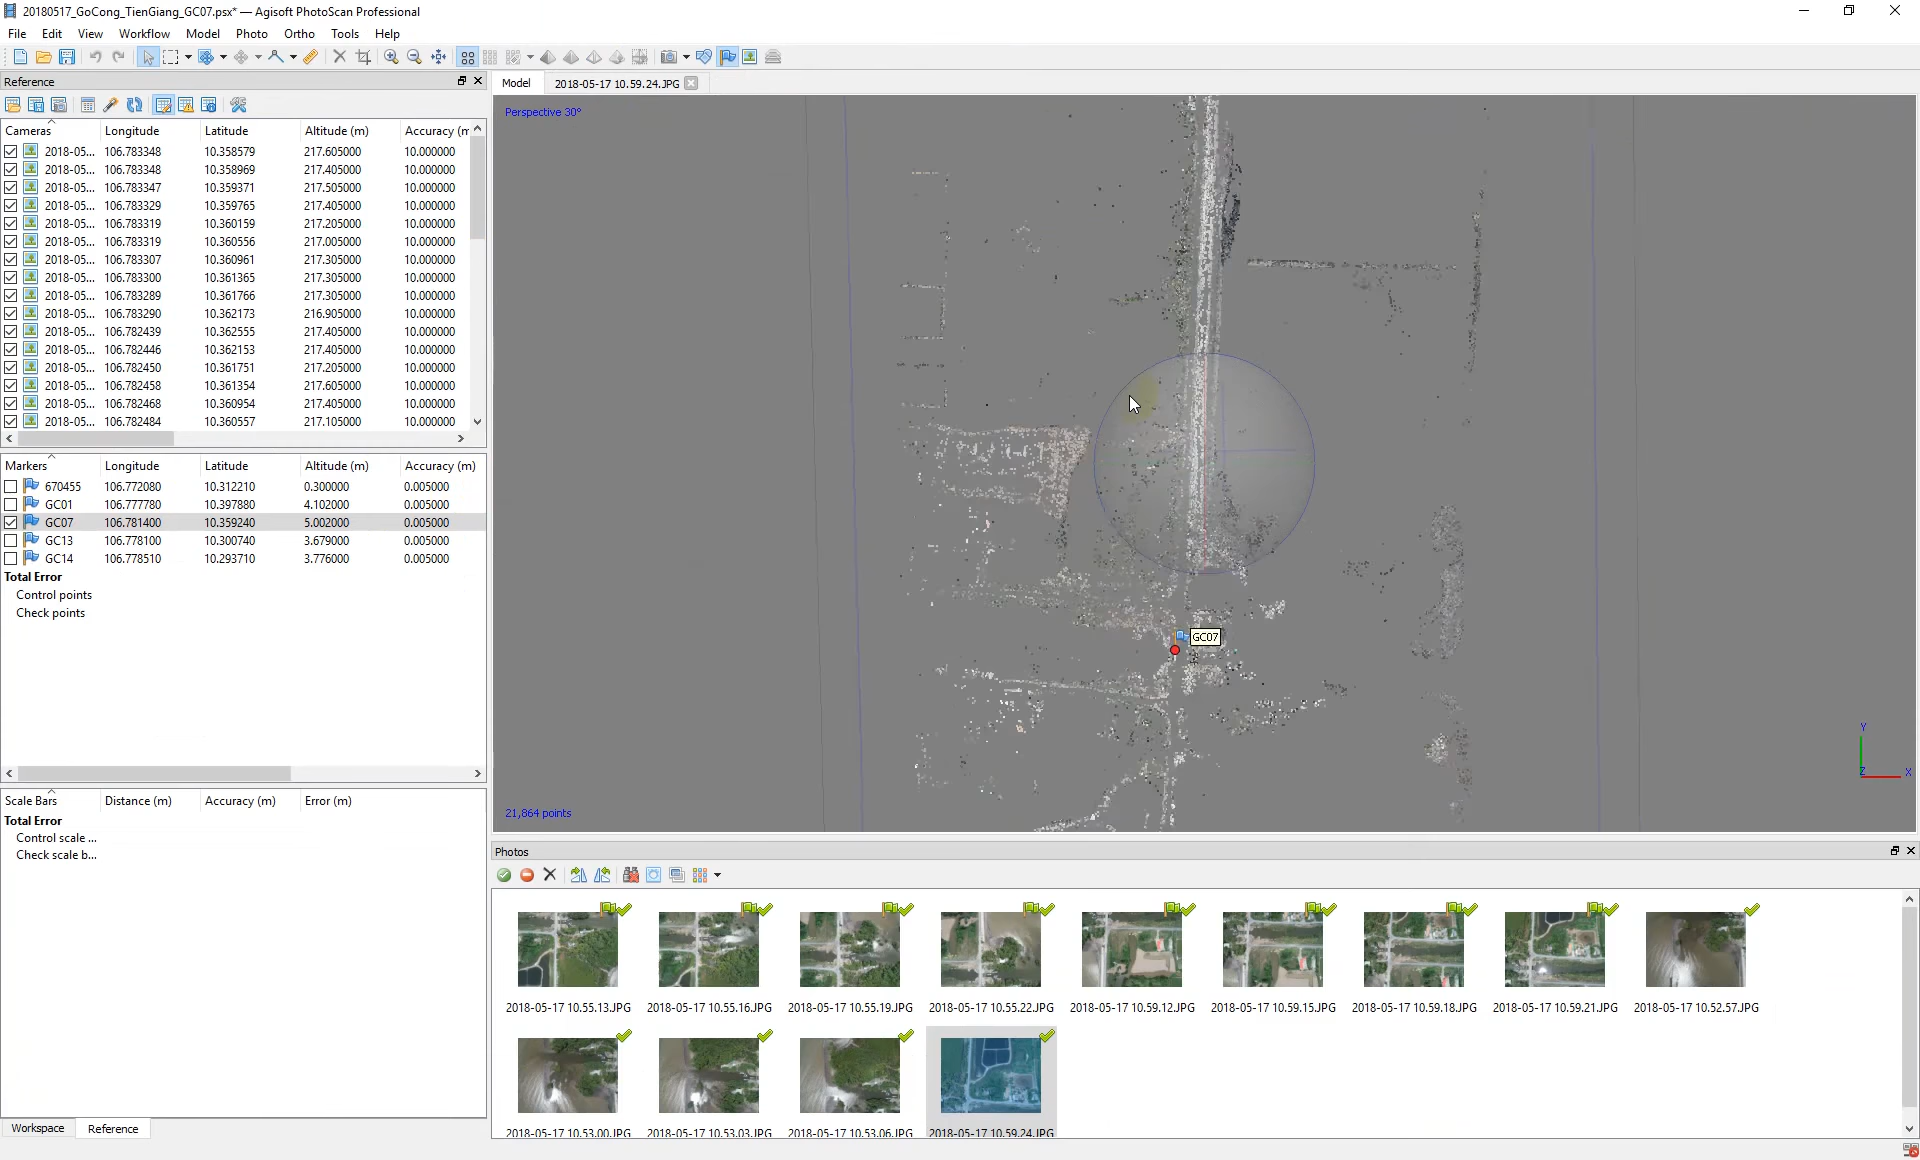 20180517_GoCong_TienGiang_GC07.psx* — Agisoft PhotoScan Professional
File Edit View Workflow Model Photo Ortho Tools Help
Reference
Cameras Longitude Latitude Altitude (m) Accuracy (m
2018-05... 106.783348 10.358579 217.605000 10.000000
2018-05... 106.783348 10.358969 217.405000 10.000000
2018-05... 106.783347 10.359371 217.505000 10.000000
2018-05... 106.783329 10.359765 217.405000 10.000000
2018-05... 106.783319 10.360159 217.205000 10.000000
2018-05... 106.783319 10.360556 217.005000 10.000000
2018-05... 106.783307 10.360961 217.305000 10.000000
2018-05... 106.783300 10.361365 217.305000 10.000000
2018-05... 106.783289 10.361766 217.305000 10.000000
2018-05... 106.783290 10.362173 216.905000 10.000000
2018-05... 106.782439 10.362555 217.405000 10.000000
2018-05... 106.782446 10.362153 217.405000 10.000000
2018-05... 106.782450 10.361751 217.205000 10.000000
2018-05... 106.782458 10.361354 217.605000 10.000000
2018-05... 106.782468 10.360954 217.405000 10.000000
2018-05... 106.782484 10.360557 217.105000 10.000000
Markers Longitude Latitude Altitude (m) Accuracy (m)
670455 106.772080 10.312210 0.300000 0.005000
GC01 106.777780 10.397880 4.102000 0.005000
GC07 106.781400 10.359240 5.002000 0.005000
GC13 106.778100 10.300740 3.679000 0.005000
GC14 106.778510 10.293710 3.776000 0.005000
Total Error
Control points
Check points
Scale Bars Distance (m) Accuracy (m) Error (m)
Total Error
Control scale ...
Check scale b...
Workspace Reference
Model 2018-05-17 10.59.24.JPG
Perspective 30°
GC07
Y
Z X
21,864 points
Photos
2018-05-17 10.55.13.JPG 2018-05-17 10.55.16.JPG 2018-05-17 10.55.19.JPG 2018-05-17 10.55.22.JPG 2018-05-17 10.59.12.JPG 2018-05-17 10.59.15.JPG 2018-05-17 10.59.18.JPG 2018-05-17 10.59.21.JPG 2018-05-17 10.52.57.JPG
2018-05-17 10.53.00.JPG 2018-05-17 10.53.03.JPG 2018-05-17 10.53.06.JPG 2018-05-17 10.59.24.JPG